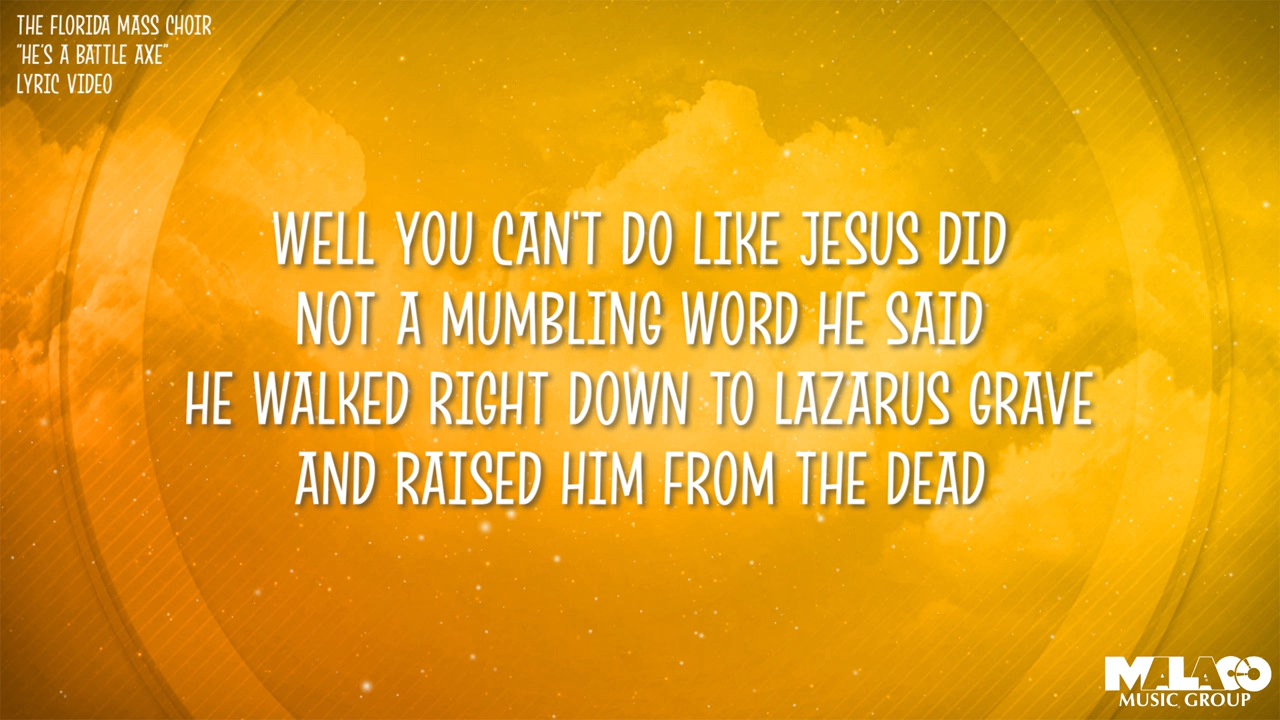 THE FLORIDA MASS CHOIR
"HE'S A BATTLE AXE"
LYRIC VIDEO
WELL YOU CAN'T DO LIKE JESUS DID
NOT A MUMBLING WORD HE SAID
HE WALKED RIGHT DOWN TO LAZARUS GRAVE
AND RAISED HIM FROM THE DEAD
MALACO
MUSIC GROUP